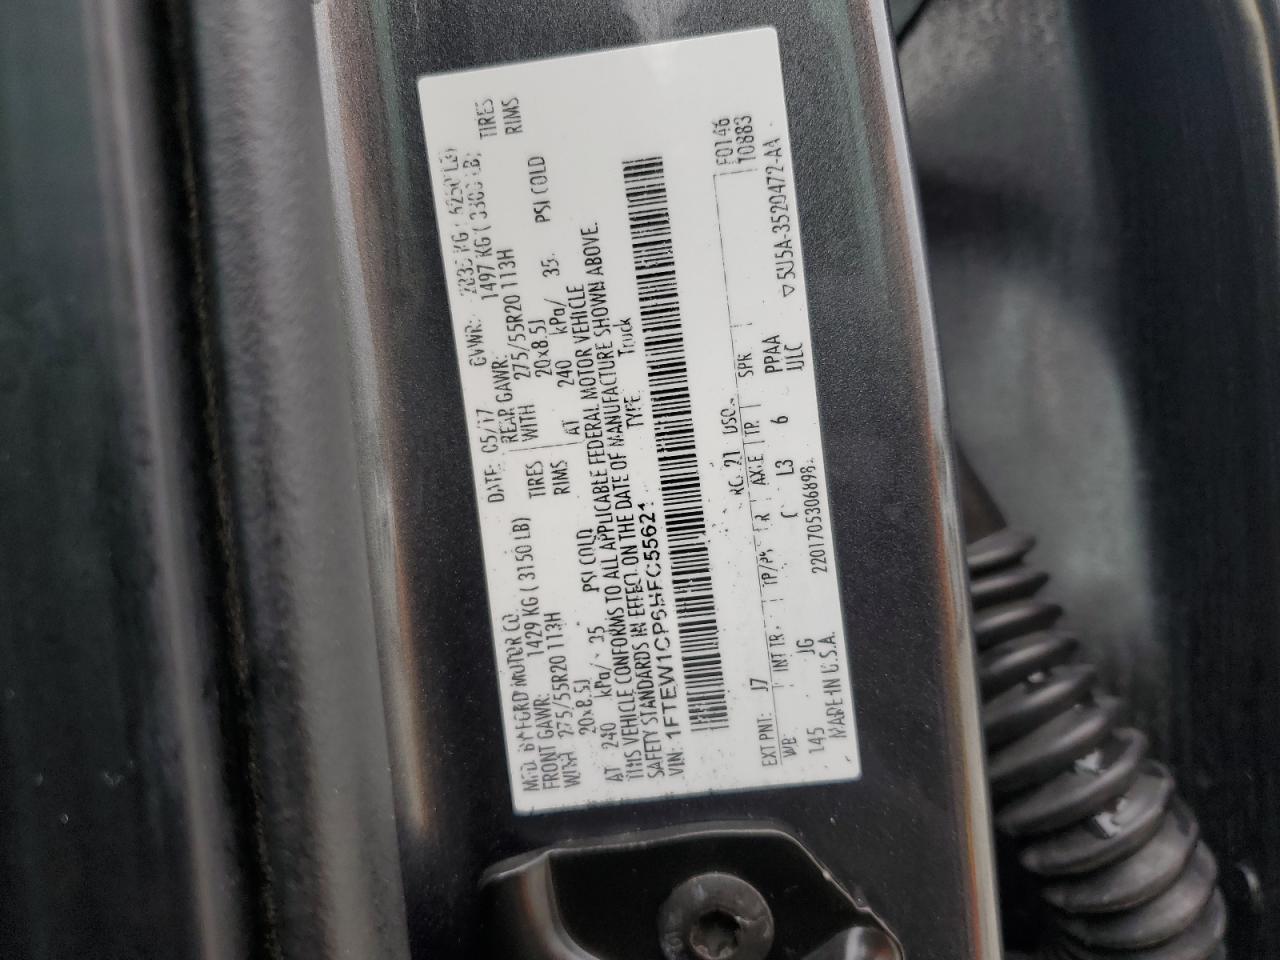 MFD. BY FORD MOTOR CO. DATE: 05/17 GVWR:
FRONT GAWR: 1429 KG ( 3150 LB) REAR GAWR: 1497 KG ( 3300 LB)
WITH 275/55R20 113H TIRES WITH 275/55R20 113H TIRES
20x8.5J RIMS 20x8.5J RIMS
AT 240 kPa/ 35 PSI COLD AT 240 kPa/ 35 PSI COLD
THIS VEHICLE CONFORMS TO ALL APPLICABLE FEDERAL MOTOR VEHICLE
SAFETY STANDARDS IN EFFECT ON THE DATE OF MANUFACTURE SHOWN ABOVE.
VIN: 1FTEW1CP6HFC55621 TYPE: Truck
F0146
T0883
EXT PNT: J7 RC: 21 DSO:
WB INT TR TP/PS R AXLE TR SPR
145 JG C L3 6 PPAA
ULC
MADE IN U.S.A. ▽5U5A-3520472-AA